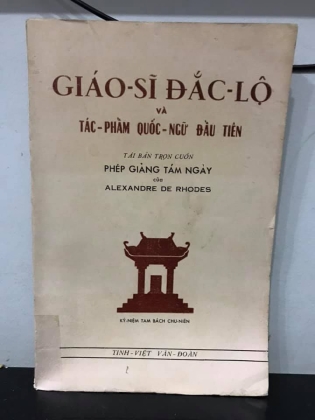 GIÁO-SĨ ĐẮC-LỘ
VÀ
TÁC-PHẨM QUỐC-NGỮ ĐẦU TIÊN
TÁI BẢN TRỌN CUỐN
PHÉP GIẢNG TÁM NGÀY
của
ALEXANDRE DE RHODES
KỶ-NIỆM TAM BÁCH CHU-NIÊN
TINH-VIỆT VĂN-ĐOÀN